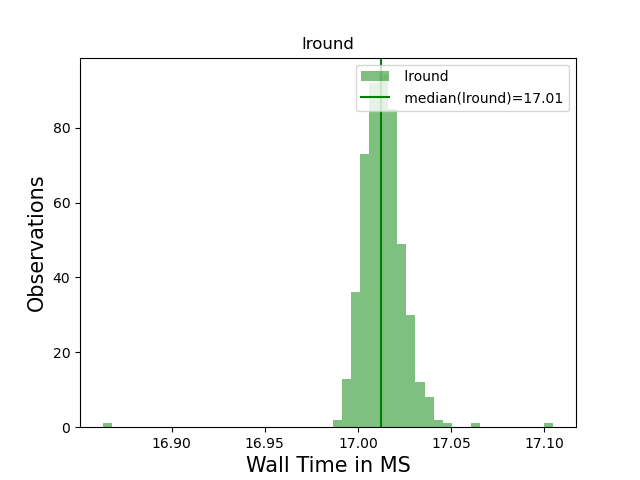 lround
lround
median(lround)=17.01
Observations
80
60
40
20
0
16.90 16.95 17.00 17.05 17.10
Wall Time in MS